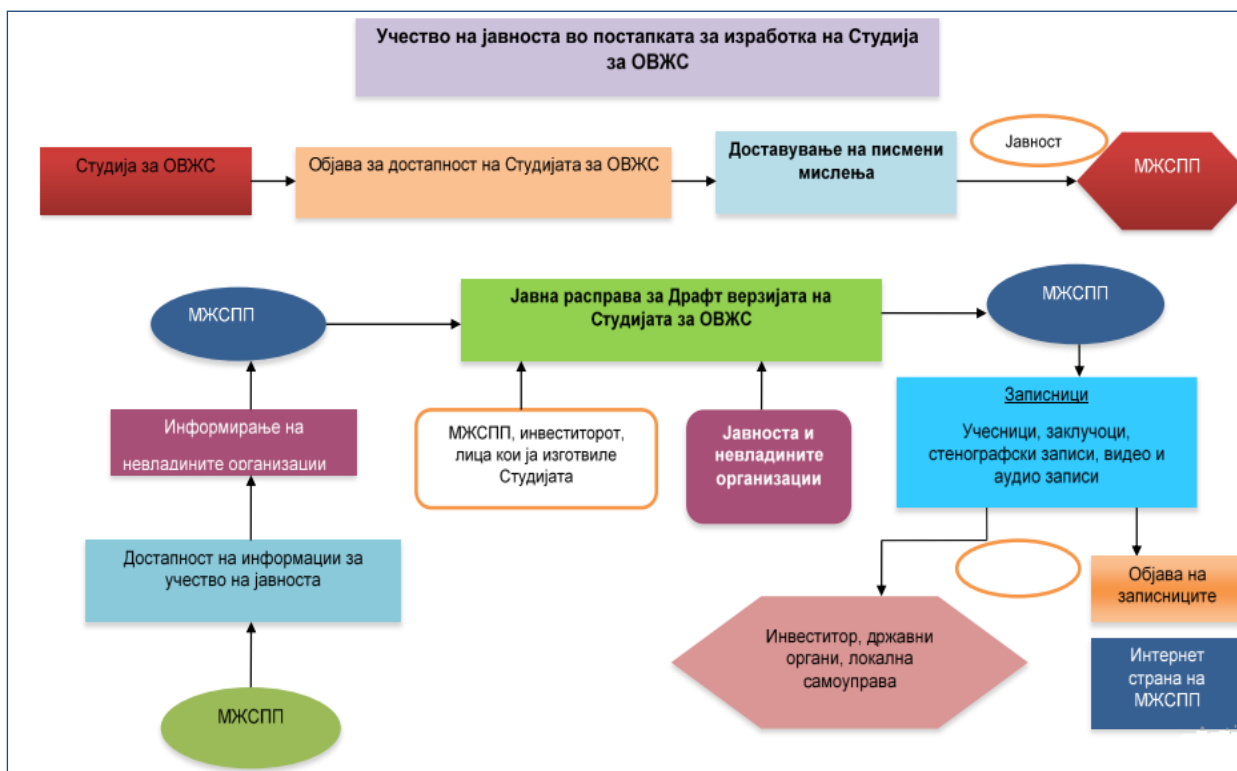 Учество на јавноста во постапката за изработка на Студија
за ОВЖС
Студија за ОВЖС
Објава за достапност на Студијата за ОВЖС
Доставување на писмени
мислења
Јавност
МЖСПП
МЖСПП
Јавна расправа за Драфт верзијата на
Студијата за ОВЖС
МЖСПП
Информирање на
невладините организации
МЖСПП, инвеститорот,
лица кои ја изготвиле
Студијата
Јавноста и
невладините
организации
Записници
Учесници, заклучоци,
стенографски записи, видео и
аудио записи
Достапност на информации за
учество на јавноста
Објава на
записниците
Инвеститор, државни
органи, локална
самоуправа
Интернет
страна на
МЖСПП
МЖСПП